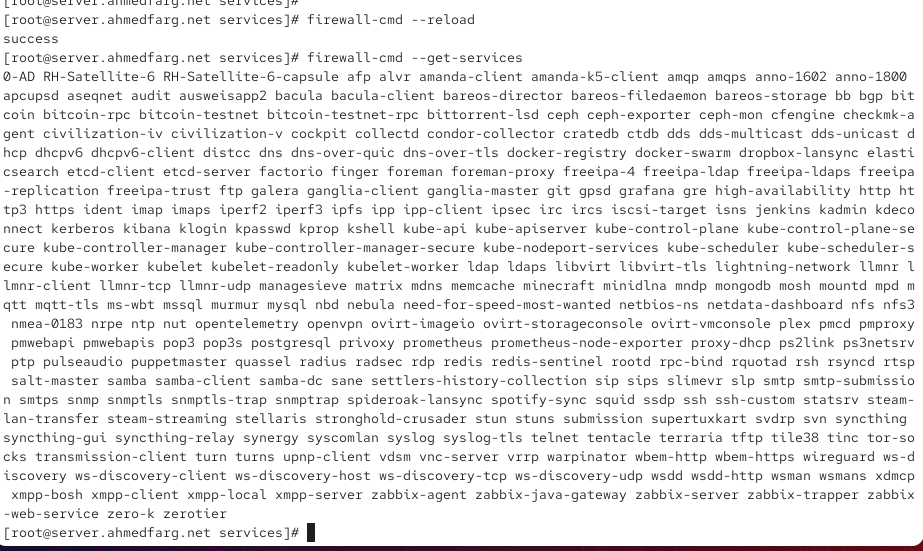 [root@server.ahmedfarg.net services]#
[root@server.ahmedfarg.net services]# firewall-cmd --reload
success
[root@server.ahmedfarg.net services]# firewall-cmd --get-services
0-AD RH-Satellite-6 RH-Satellite-6-capsule afp alvr amanda-client amanda-k5-client amqp amqps anno-1602 anno-1800
apcupsd aseqnet audit ausweisapp2 bacula bacula-client bareos-director bareos-filedaemon bareos-storage bb bgp bit
coin bitcoin-rpc bitcoin-testnet bitcoin-testnet-rpc bittorrent-lsd ceph ceph-exporter ceph-mon cfengine checkmk-a
gent civilization-iv civilization-v cockpit collectd condor-collector cratedb ctdb dds dds-multicast dds-unicast d
hcp dhcpv6 dhcpv6-client distcc dns dns-over-quic dns-over-tls docker-registry docker-swarm dropbox-lansync elasti
csearch etcd-client etcd-server factorio finger foreman foreman-proxy freeipa-4 freeipa-ldap freeipa-ldaps freeipa
-replication freeipa-trust ftp galera ganglia-client ganglia-master git gpsd grafana gre high-availability http ht
tp3 https ident imap imaps iperf2 iperf3 ipfs ipp ipp-client ipsec irc ircs iscsi-target isns jenkins kadmin kdeco
nnect kerberos kibana klogin kpasswd kprop kshell kube-api kube-apiserver kube-control-plane kube-control-plane-se
cure kube-controller-manager kube-controller-manager-secure kube-nodeport-services kube-scheduler kube-scheduler-s
ecure kube-worker kubelet kubelet-readonly kubelet-worker ldap ldaps libvirt libvirt-tls lightning-network llmnr l
lmnr-client llmnr-tcp llmnr-udp managesieve matrix mdns memcache minecraft minidlna mndp mongodb mosh mountd mpd m
qtt mqtt-tls ms-wbt mssql murmur mysql nbd nebula need-for-speed-most-wanted netbios-ns netdata-dashboard nfs nfs3
nmea-0183 nrpe ntp nut opentelemetry openvpn ovirt-imageio ovirt-storageconsole ovirt-vmconsole plex pmcd pmproxy
pmwebapi pmwebapis pop3 pop3s postgresql privoxy prometheus prometheus-node-exporter proxy-dhcp ps2link ps3netsrv
ptp pulseaudio puppetmaster quassel radius radsec rdp redis redis-sentinel rootd rpc-bind rquotad rsh rsyncd rtsp
salt-master samba samba-client samba-dc sane settlers-history-collection sip sips slimevr slp smtp smtp-submissio
n smtps snmp snmptls snmptls-trap snmptrap spideroak-lansync spotify-sync squid ssdp ssh ssh-custom statsrv steam-
lan-transfer steam-streaming stellaris stronghold-crusader stun stuns submission supertuxkart svdrp svn syncthing
syncthing-gui syncthing-relay synergy syscomlan syslog syslog-tls telnet tentacle terraria tftp tile38 tinc tor-so
cks transmission-client turn turns upnp-client vdsm vnc-server vrrp warpinator wbem-http wbem-https wireguard ws-d
iscovery ws-discovery-client ws-discovery-host ws-discovery-tcp ws-discovery-udp wsdd wsdd-http wsman wsmans xdmcp
xmpp-bosh xmpp-client xmpp-local xmpp-server zabbix-agent zabbix-java-gateway zabbix-server zabbix-trapper zabbix
-web-service zero-k zerotier
[root@server.ahmedfarg.net services]#